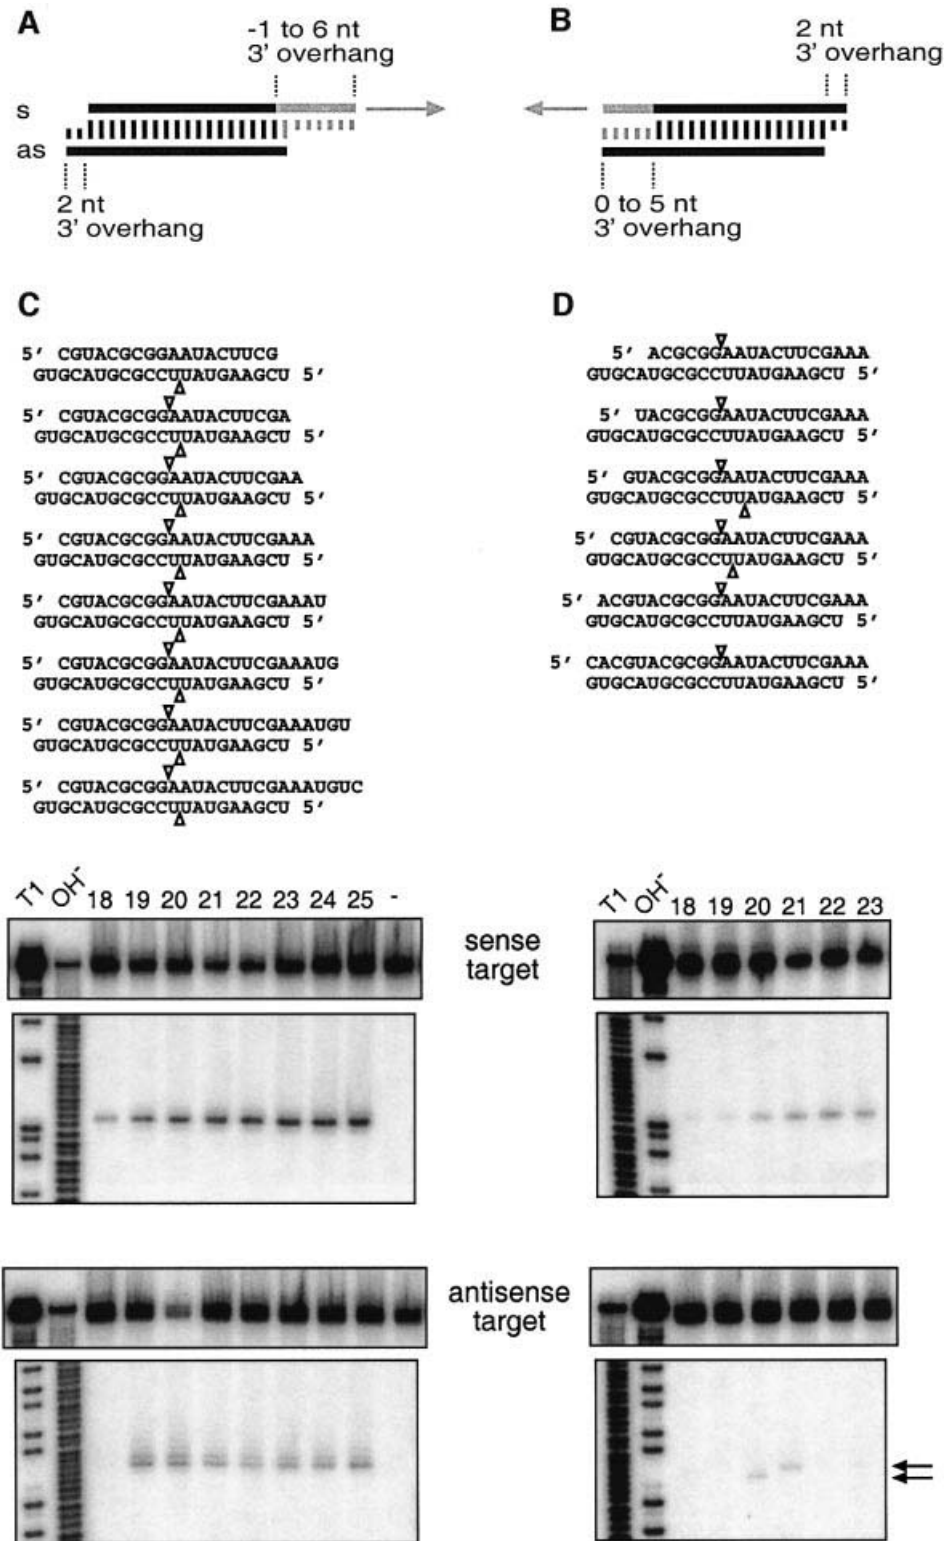 A
-1 to 6 nt
3' overhang
s
as
2 nt
3' overhang
B
2 nt
3' overhang
0 to 5 nt
3' overhang
C
5' CGUACGCGGAAUACUUCG
GUGCAUGCGCCUUAUGAAGCU 5'
5' CGUACGCGGAAUACUUCGA
GUGCAUGCGCCUUAUGAAGCU 5'
5' CGUACGCGGAAUACUUCGAA
GUGCAUGCGCCUUAUGAAGCU 5'
5' CGUACGCGGAAUACUUCGAAA
GUGCAUGCGCCUUAUGAAGCU 5'
5' CGUACGCGGAAUACUUCGAAAU
GUGCAUGCGCCUUAUGAAGCU 5'
5' CGUACGCGGAAUACUUCGAAAUG
GUGCAUGCGCCUUAUGAAGCU 5'
5' CGUACGCGGAAUACUUCGAAAUGU
GUGCAUGCGCCUUAUGAAGCU 5'
5' CGUACGCGGAAUACUUCGAAAUGUC
GUGCAUGCGCCUUAUGAAGCU 5'
D
5' ACGCGGAAUACUUCGAAA
GUGCAUGCGCCUUAUGAAGCU 5'
5' UACGCGGAAUACUUCGAAA
GUGCAUGCGCCUUAUGAAGCU 5'
5' GUACGCGGAAUACUUCGAAA
GUGCAUGCGCCUUAUGAAGCU 5'
5' CGUACGCGGAAUACUUCGAAA
GUGCAUGCGCCUUAUGAAGCU 5'
5' ACGUACGCGGAAUACUUCGAAA
GUGCAUGCGCCUUAUGAAGCU 5'
5' CACGUACGCGGAAUACUUCGAAA
GUGCAUGCGCCUUAUGAAGCU 5'
T1 OH- 18 19 20 21 22 23 24 25 -
sense
target
T1 OH- 18 19 20 21 22 23
antisense
target